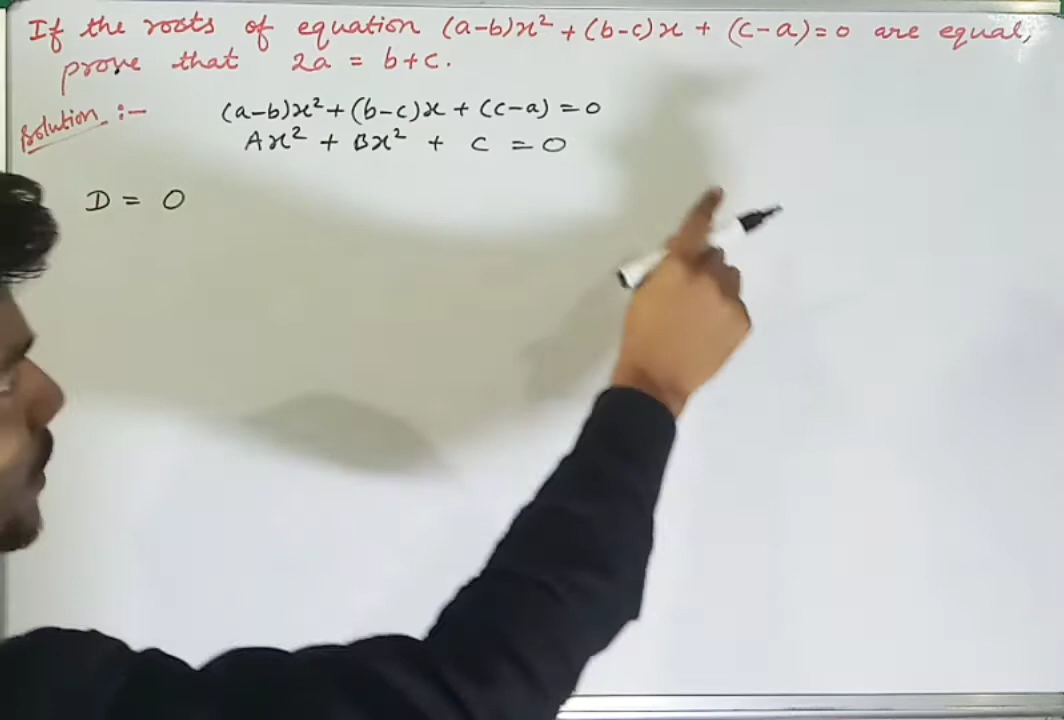 If the roots of equation (a-b)x² + (b-c)x + (c-a)=0 are equal,
prove that 2a = b+c.
Solution :- (a-b)x²+(b-c)x + (c-a) = 0
Ax² + Bx² + C = 0
D = 0